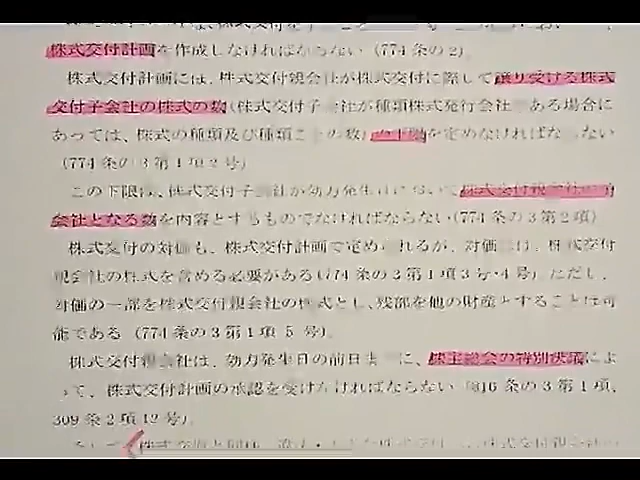 株式交付計画を作成しなければならない (774条の2)。
株式交付計画には、株式交付親会社が株式交付に際して譲り受ける株式
交付子会社の株式の数(株式交付子会社が種類株式発行会社である場合に
あっては、株式の種類及び種類ごとの数)の下限を定めなければならない
(774条の3第1項2号)
この下限は、株式交付子会社が効力発生日において株式交付親会社の子
会社となる数を内容とするものでなければならない(774条の3第2項)
株式交付の対価も、株式交付計画で定められるが、対価には、株式交付
親会社の株式を含める必要がある(774条の3第1項3号・4号) ただし、
対価の一部を株式交付親会社の株式とし、残部を他の財産とすることは可
能である (774条の3第1項5号)。
株式交付親会社は、効力発生日の前日までに、株主総会の特別決議によ
って、株式交付計画の承認を受けなければならない (816条の3第1項、
309条2項12号)。